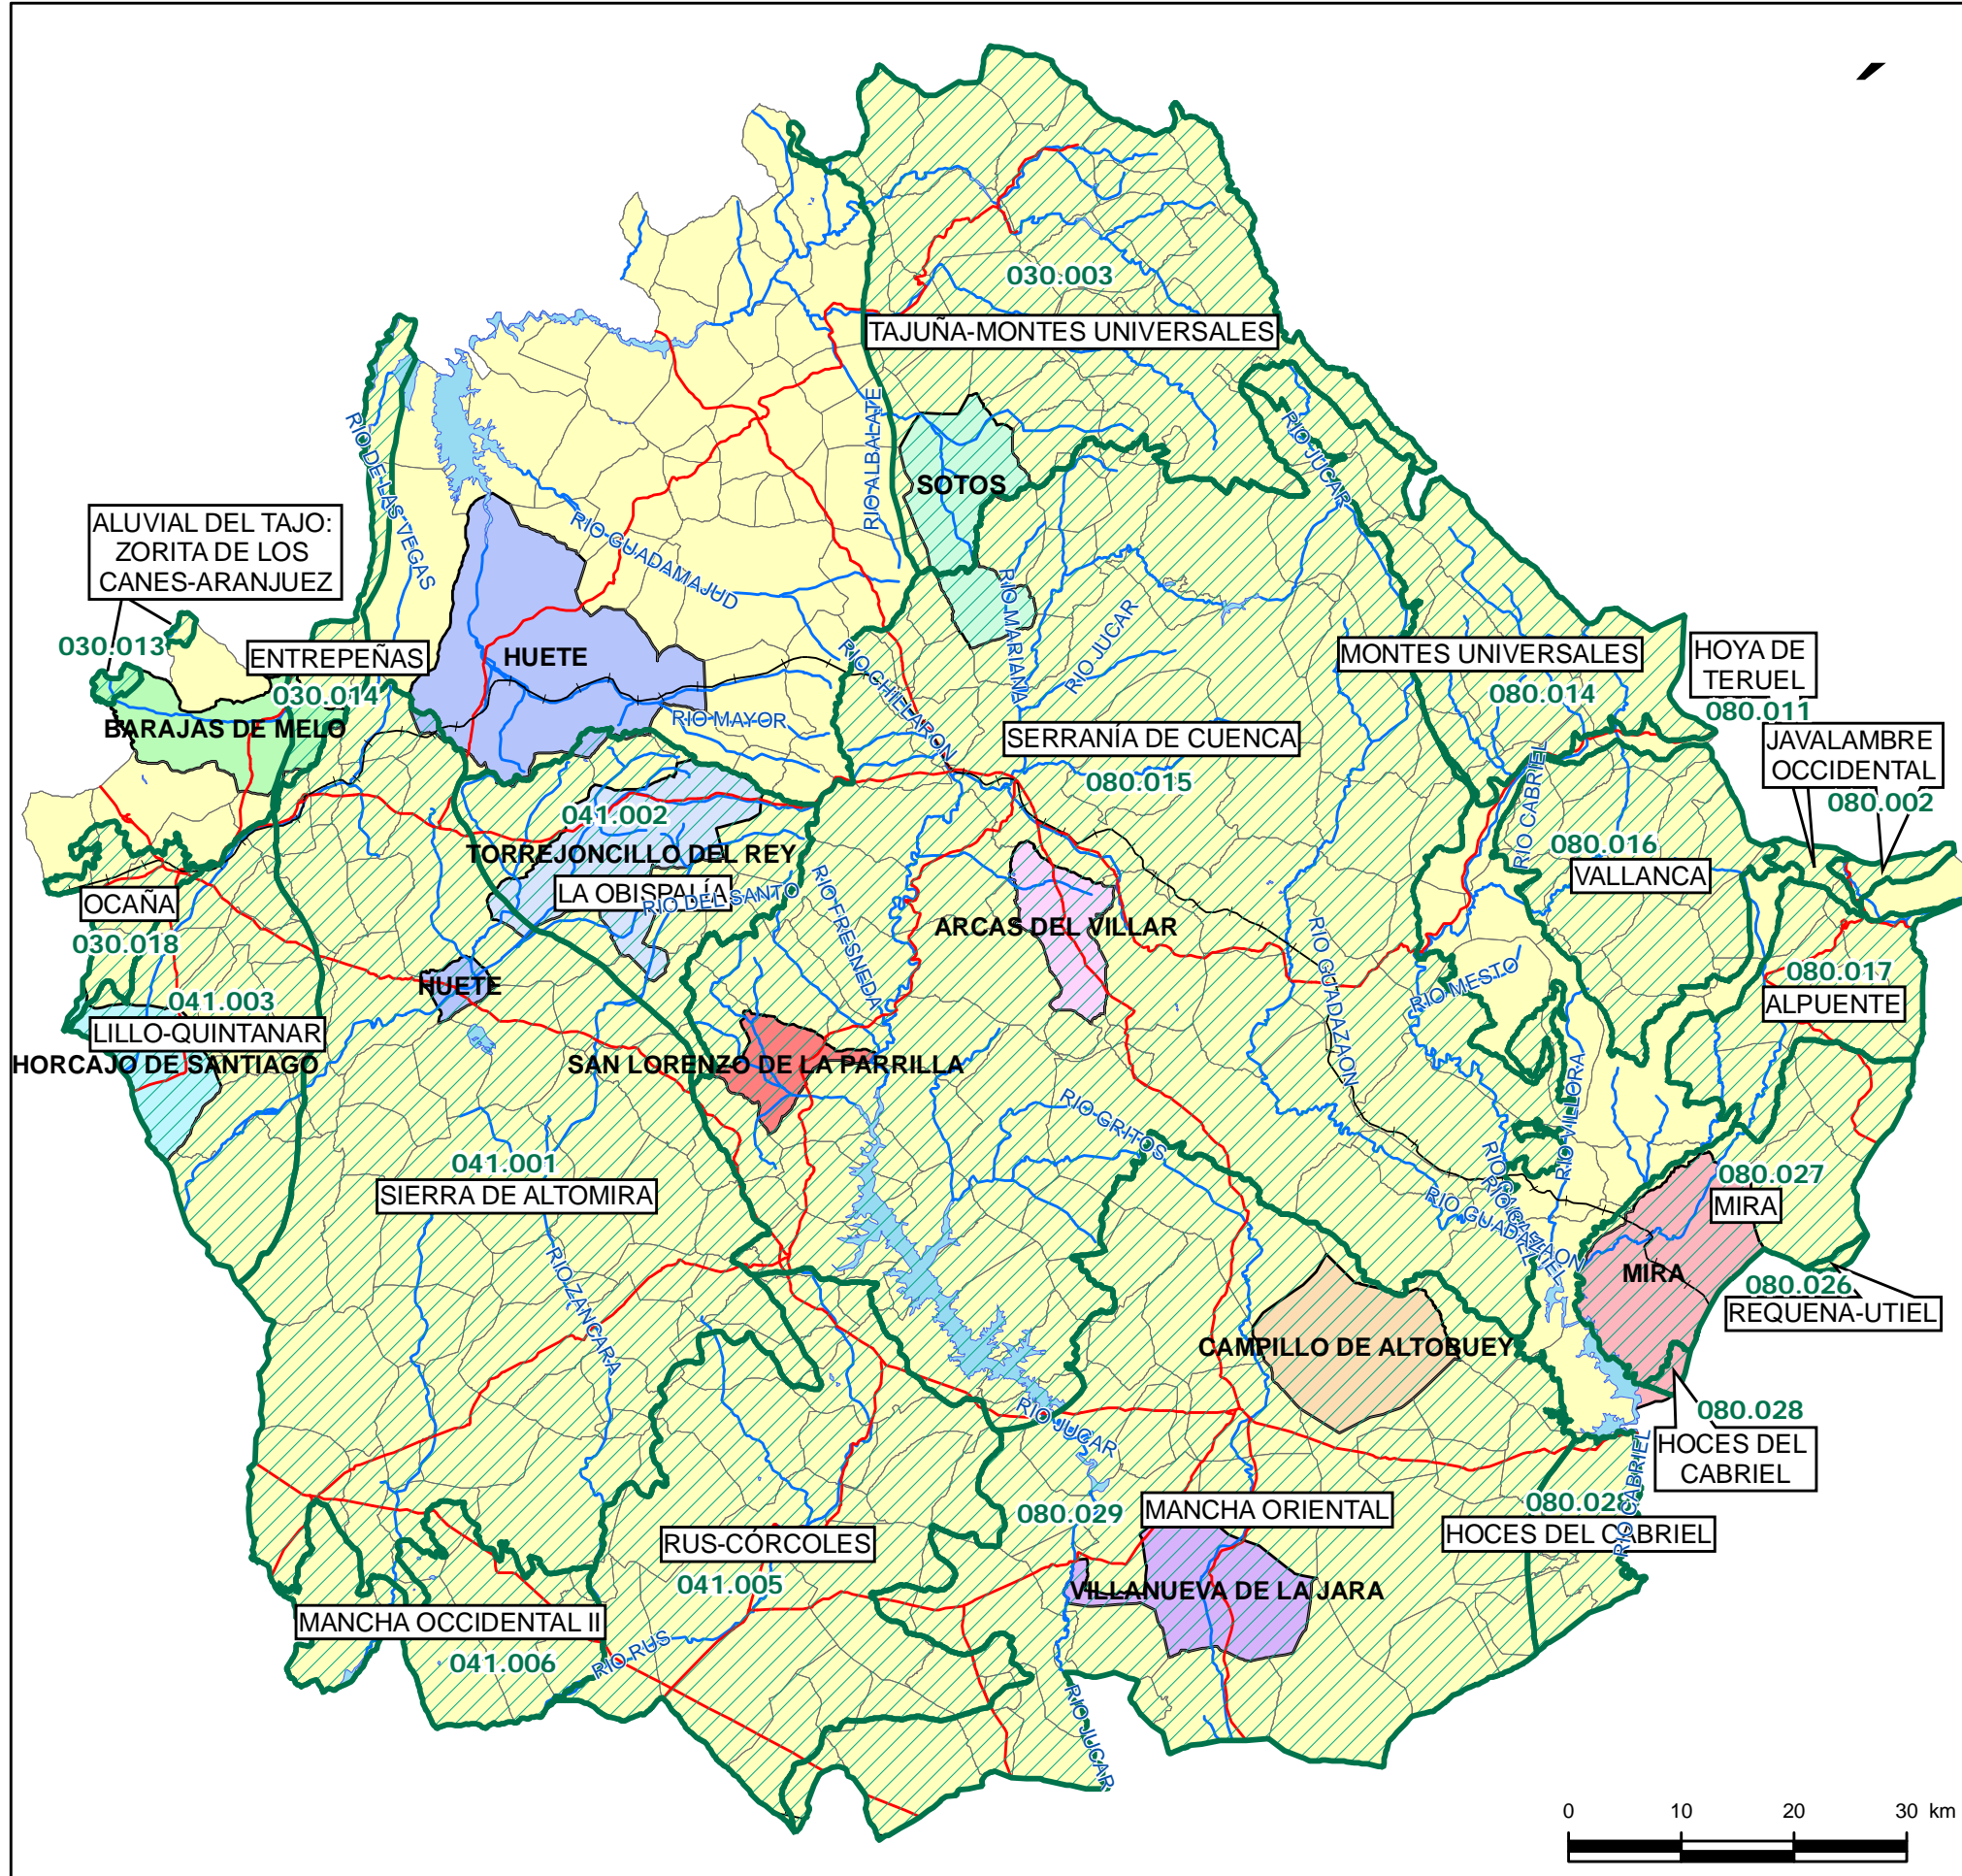 030.003
TAJUÑA-MONTES UNIVERSALES
RIO ALBALATE
RIO JUCAR
RIO DE LAS VEGAS
SOTOS
ALUVIAL DEL TAJO:
ZORITA DE LOS
CANES-ARANJUEZ
RIO GUADAMAJUD
RIO MARIANA
RIO JUCAR
030.013
ENTREPEÑAS
030.014
HUETE
RIO CHILLARON
MONTES UNIVERSALES
080.014
HOYA DE
TERUEL
080.011
BARAJAS DE MELO
RIO MAYOR
SERRANÍA DE CUENCA
080.015
RIO CABRIEL
JAVALAMBRE
OCCIDENTAL
080.002
041.002
TORREJONCILLO DEL REY
LA OBISPALÍA
RIO DEL SANTO
RIO FRESNEDA
080.016
VALLANCA
OCAÑA
030.018
ARCAS DEL VILLAR
RIO GUADAZAON
RIO MESTO
080.017
ALPUENTE
HUETE
041.003
LILLO-QUINTANAR
HORCAJO DE SANTIAGO
SAN LORENZO DE LA PARRILLA
RIO GRITOS
RIO VILLORA
041.001
SIERRA DE ALTOMIRA
RIO ZANCARA
RIO CABRIEL
RIO GUADAZAON
080.027
MIRA
MIRA
080.026
REQUENA-UTIEL
CAMPILLO DE ALTOBUEY
RIO JUCAR
080.028
HOCES DEL
CABRIEL
RIO CABRIEL
080.029
MANCHA ORIENTAL
080.028
HOCES DEL CABRIEL
RUS-CÓRCOLES
041.005
VILLANUEVA DE LA JARA
MANCHA OCCIDENTAL II
041.006
RIO RUS
RIO JUCAR
0 10 20 30 km